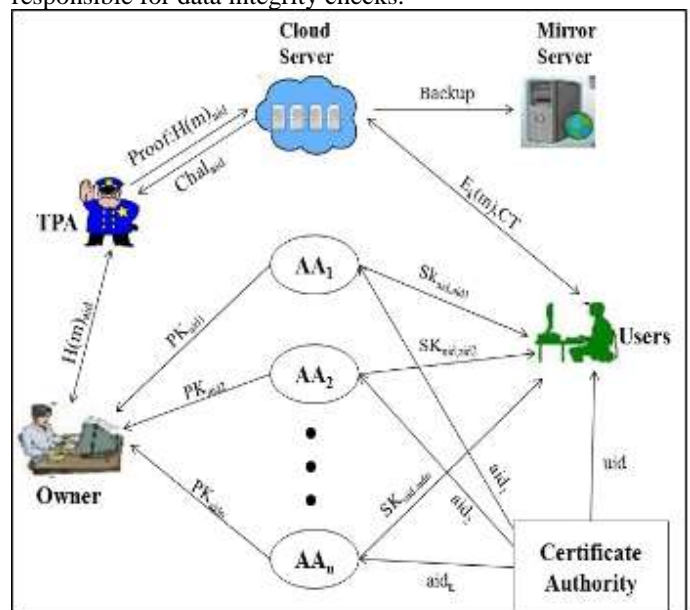 responsible for data integrity checks.
Cloud
Server
Mirror
Server
Backup
Proof:H(m)aid
Chalaid
TPA
Ek(m),CT
H(m)aid
AA1
Skuid,aid1
Users
PKaid1
AA2
SKuid,aid2
PKaid2
Owner
PKaidn
SKuid,aidn
aid1
aid2
uid
AAn
Certificate
Authority